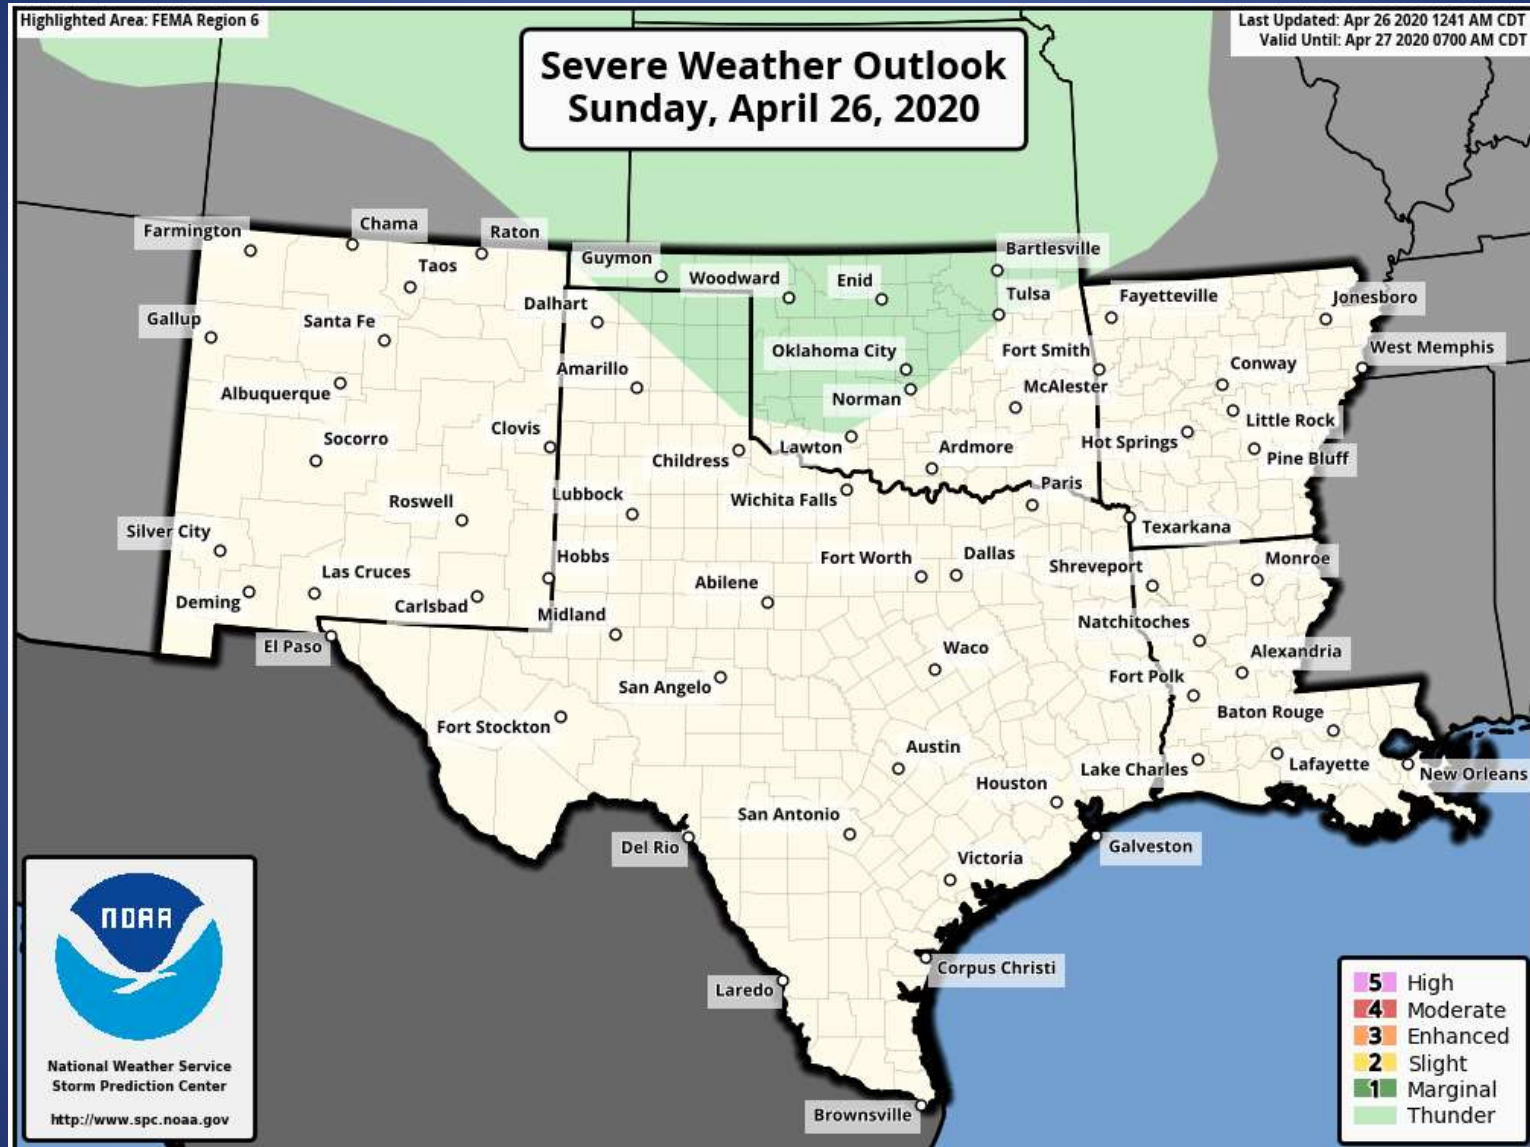 Highlighted Area: FEMA Region 6
Last Updated: Apr 26 2020 1241 AM CDT
Valid Until: Apr 27 2020 0700 AM CDT
Severe Weather Outlook
Sunday, April 26, 2020
Farmington
Chama
Raton
Taos
Guymon
Woodward
Enid
Bartlesville
Tulsa
Dalhart
Fayetteville
Jonesboro
Gallup
Santa Fe
Oklahoma City
Fort Smith
West Memphis
Amarillo
Conway
Albuquerque
Norman
McAlester
Little Rock
Socorro
Clovis
Lawton
Ardmore
Hot Springs
Pine Bluff
Childress
Roswell
Lubbock
Wichita Falls
Paris
Silver City
Texarkana
Hobbs
Fort Worth
Dallas
Shreveport
Monroe
Las Cruces
Abilene
Deming
Carlsbad
Midland
Natchitoches
El Paso
Waco
Alexandria
San Angelo
Fort Polk
Fort Stockton
Baton Rouge
Austin
Lake Charles
Lafayette
New Orleans
Houston
San Antonio
Del Rio
Galveston
Victoria
Corpus Christi
Laredo
Brownsville
NOAA
National Weather Service
Storm Prediction Center
http://www.spc.noaa.gov
5 High
4 Moderate
3 Enhanced
2 Slight
1 Marginal
Thunder